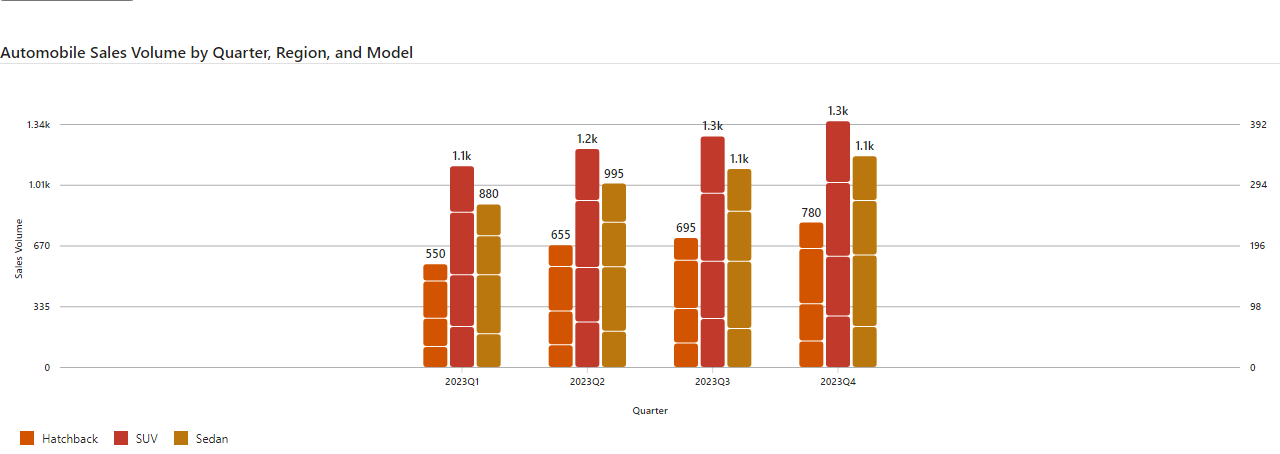 Automobile Sales Volume by Quarter, Region, and Model
1.34k
1.01k
670
335
0
Sales Volume
392
294
196
98
0
550
1.1k
880
655
1.2k
995
695
1.3k
1.1k
780
1.3k
1.1k
2023Q1
2023Q2
2023Q3
2023Q4
Quarter
Hatchback SUV Sedan